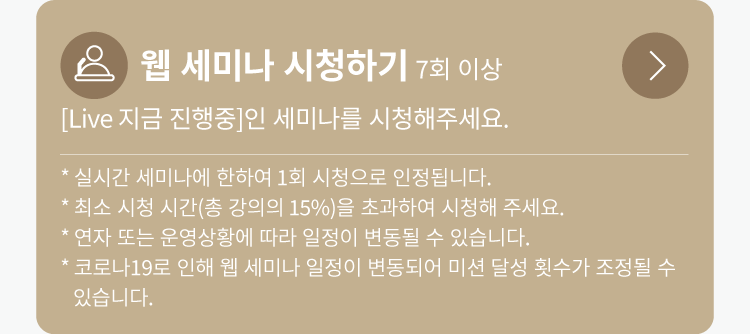 웹 세미나 시청하기 7회 이상
[Live 지금 진행중]인 세미나를 시청해주세요.
* 실시간 세미나에 한하여 1회 시청으로 인정됩니다.
* 최소 시청 시간(총 강의의 15%)을 초과하여 시청해 주세요.
* 연자 또는 운영상황에 따라 일정이 변동될 수 있습니다.
* 코로나19로 인해 웹 세미나 일정이 변동되어 미션 달성 횟수가 조정될 수
있습니다.